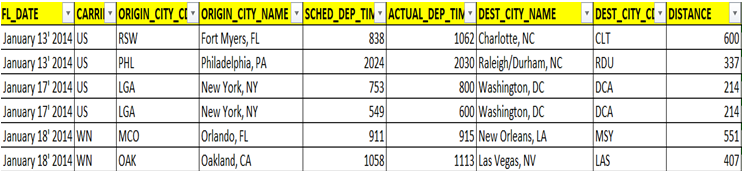 FL_DATE CARRI ORIGIN_CITY_CD ORIGIN_CITY_NAME SCHED_DEP_TIM ACTUAL_DEP_TIM DEST_CITY_NAME DEST_CITY_CD DISTANCE
January 13' 2014 US RSW Fort Myers, FL 838 1062 Charlotte, NC CLT 600
January 13' 2014 US PHL Philadelphia, PA 2024 2030 Raleigh/Durham, NC RDU 337
January 17' 2014 US LGA New York, NY 753 800 Washington, DC DCA 214
January 17' 2014 US LGA New York, NY 549 600 Washington, DC DCA 214
January 18' 2014 WN MCO Orlando, FL 911 915 New Orleans, LA MSY 551
January 18' 2014 WN OAK Oakland, CA 1058 1113 Las Vegas, NV LAS 407